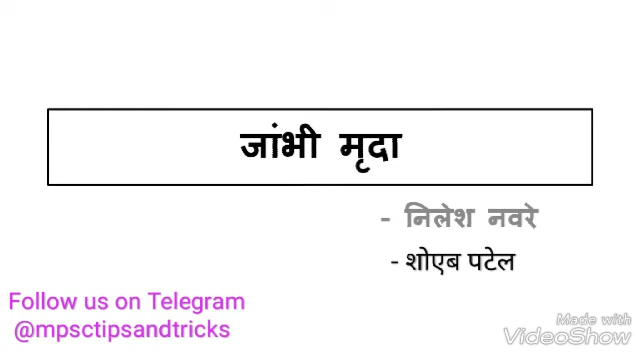 जांभी मृदा
- निलेश नवरे
- शोएब पटेल
Follow us on Telegram
@mpsctipsandtricks
Made with
VideoShow